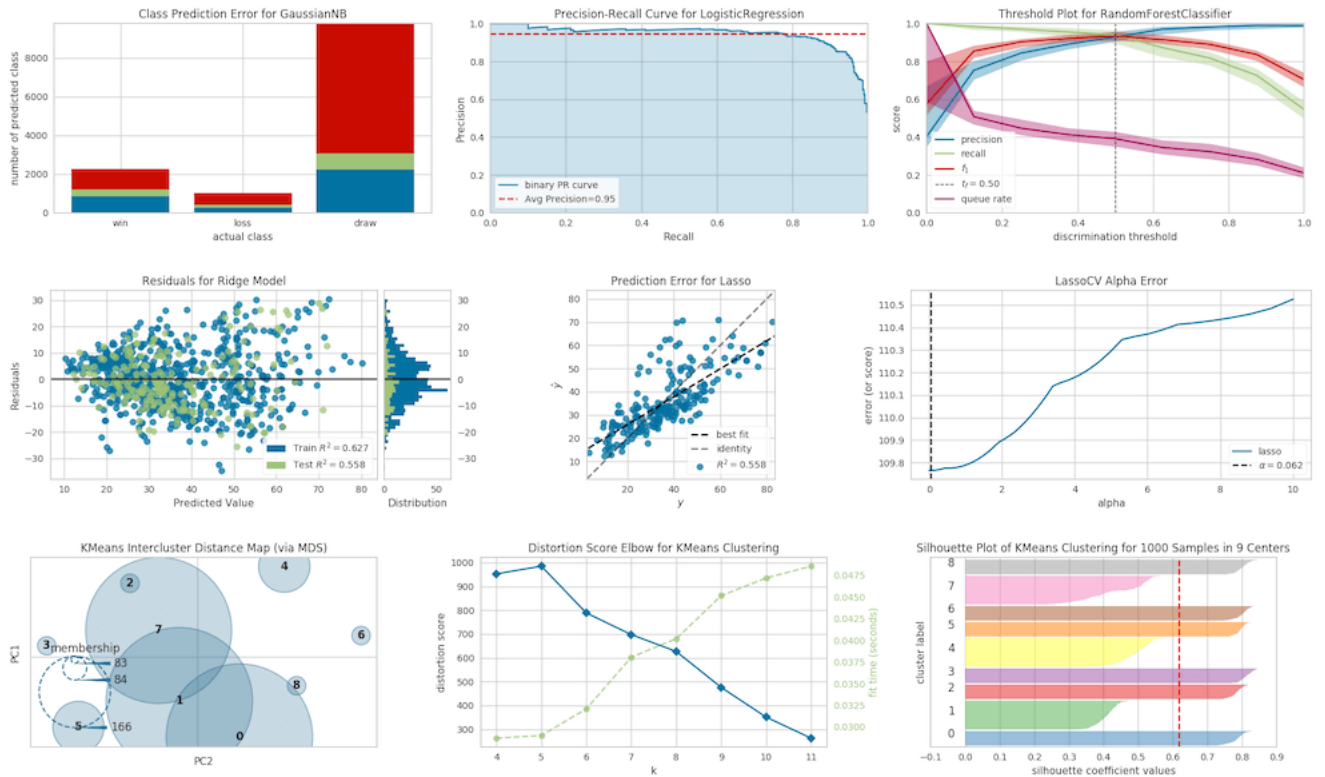 Class Prediction Error for GaussianNB
number of predicted class
8000
6000
4000
2000
0
win loss draw
actual class
Precision-Recall Curve for LogisticRegression
Precision
1.0
0.8
0.6
0.4
0.2
0.0
binary PR curve
Avg Precision=0.95
0.0 0.2 0.4 0.6 0.8 1.0
Recall
Threshold Plot for RandomForestClassifier
score
1.0
0.8
0.6
0.4
0.2
0.0
precision
recall
f₁
t_f = 0.50
queue rate
0.0 0.2 0.4 0.6 0.8 1.0
discrimination threshold
Residuals for Ridge Model
Residuals
30
20
10
0
−10
−20
−30
Train R² = 0.627
Test R² = 0.558
10 20 30 40 50 60 70 80
Predicted Value
30
20
10
0
−10
−20
−30
0 50
Distribution
Prediction Error for Lasso
ŷ
80
70
60
50
40
30
20
10
best fit
identity
R² = 0.558
20 40 60 80
y
LassoCV Alpha Error
error (or score)
110.5
110.4
110.3
110.2
110.1
110.0
109.9
109.8
lasso
α = 0.062
0 2 4 6 8 10
alpha
KMeans Intercluster Distance Map (via MDS)
PC1
4
2
7
6
3
membership
83
84
8
1
5
166
0
PC2
Distortion Score Elbow for KMeans Clustering
distortion score
1000
900
800
700
600
500
400
300
0.0475
0.0450
0.0425
0.0400
0.0375
0.0350
0.0325
0.0300
fit time (seconds)
4 5 6 7 8 9 10 11
k
Silhouette Plot of KMeans Clustering for 1000 Samples in 9 Centers
cluster label
8
7
6
5
4
3
2
1
0
−0.1 0.0 0.1 0.2 0.3 0.4 0.5 0.6 0.7 0.8 0.9
silhouette coefficient values